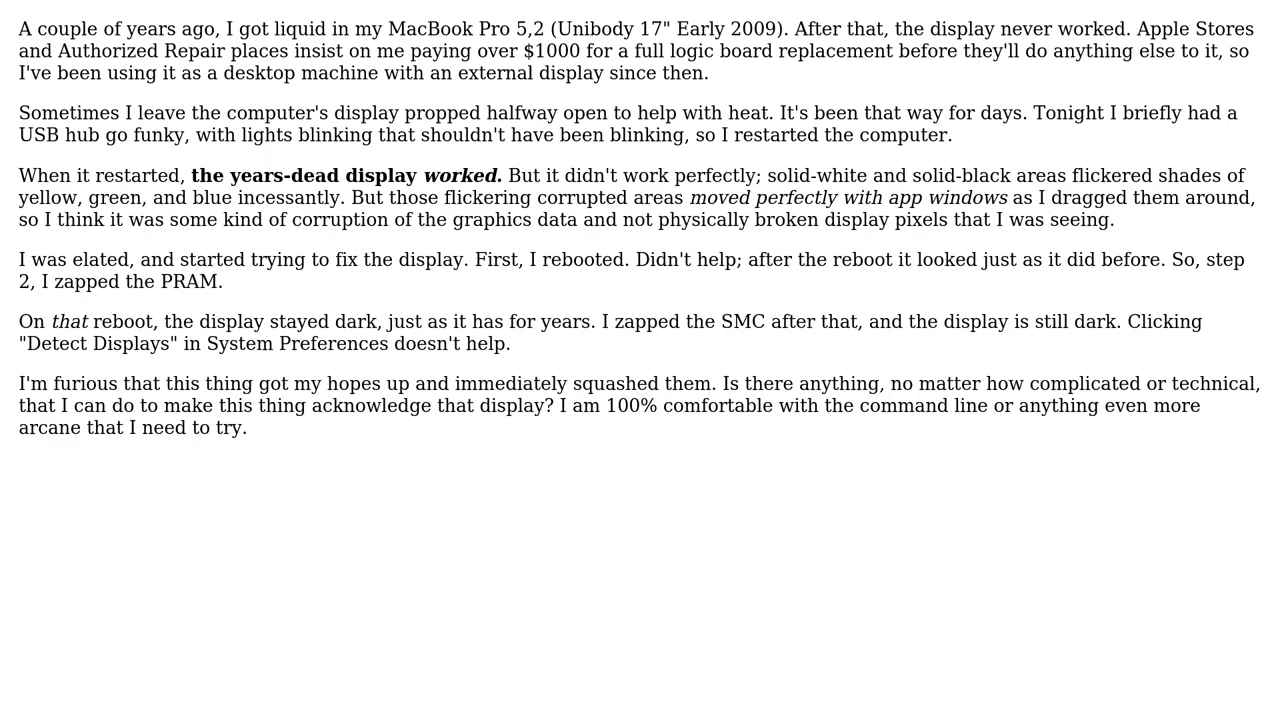 A couple of years ago, I got liquid in my MacBook Pro 5,2 (Unibody 17" Early 2009). After that, the display never worked. Apple Stores
and Authorized Repair places insist on me paying over $1000 for a full logic board replacement before they'll do anything else to it, so
I've been using it as a desktop machine with an external display since then.
Sometimes I leave the computer's display propped halfway open to help with heat. It's been that way for days. Tonight I briefly had a
USB hub go funky, with lights blinking that shouldn't have been blinking, so I restarted the computer.
When it restarted, the years-dead display worked. But it didn't work perfectly; solid-white and solid-black areas flickered shades of
yellow, green, and blue incessantly. But those flickering corrupted areas moved perfectly with app windows as I dragged them around,
so I think it was some kind of corruption of the graphics data and not physically broken display pixels that I was seeing.
I was elated, and started trying to fix the display. First, I rebooted. Didn't help; after the reboot it looked just as it did before. So, step
2, I zapped the PRAM.
On that reboot, the display stayed dark, just as it has for years. I zapped the SMC after that, and the display is still dark. Clicking
"Detect Displays" in System Preferences doesn't help.
I'm furious that this thing got my hopes up and immediately squashed them. Is there anything, no matter how complicated or technical,
that I can do to make this thing acknowledge that display? I am 100% comfortable with the command line or anything even more
arcane that I need to try.